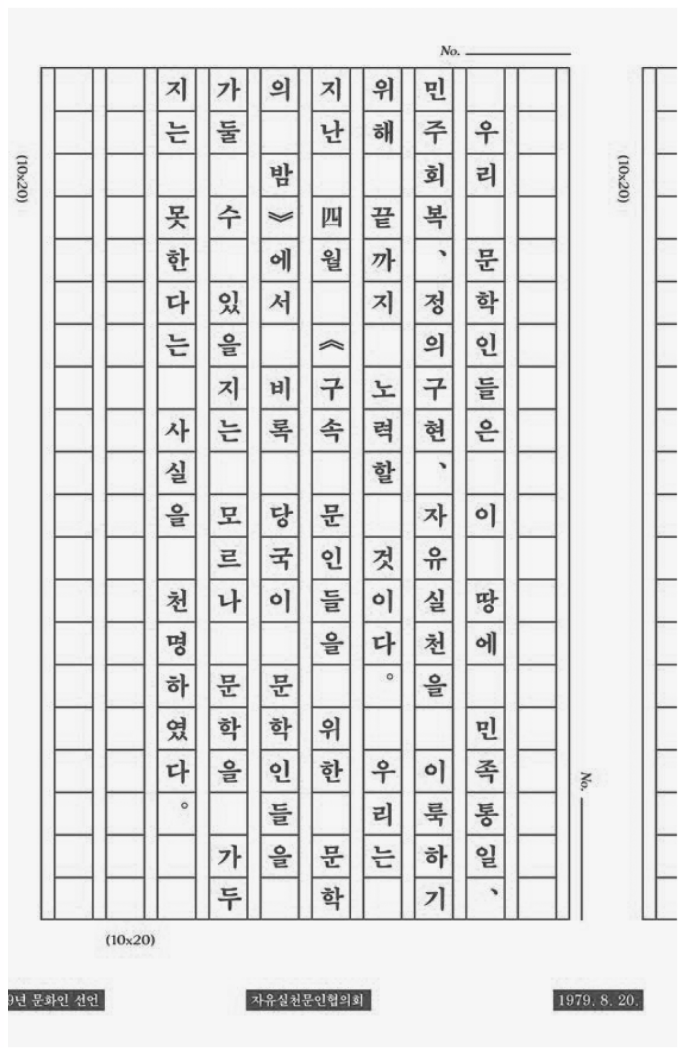 No.
(10x20)
우리 문학인들은 이 땅에 민족통일、
민주회복、정의구현、자유실천을 이룩하기
위해 끝까지 노력할 것이다。 우리는
지난 四월 《구속 문인들을 위한 문학
의 밤》에서 비록 당국이 문학인들을
가둘 수 있을지는 모르나 문학을 가두
지는 못한다는 사실을 천명하였다。
(10x20)
No.
(10x20)
9년 문화인 선언
자유실천문인협의회
1979. 8. 20.